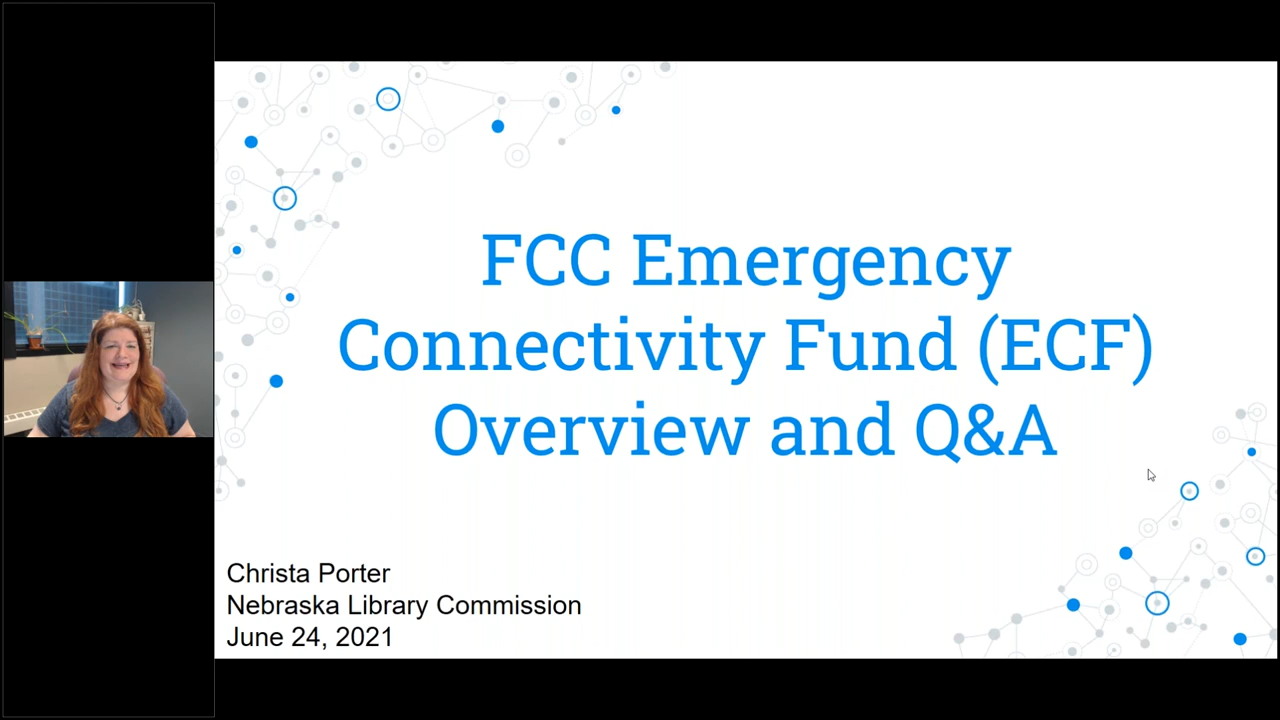 FCC Emergency
Connectivity Fund (ECF)
Overview and Q&A
Christa Porter
Nebraska Library Commission
June 24, 2021